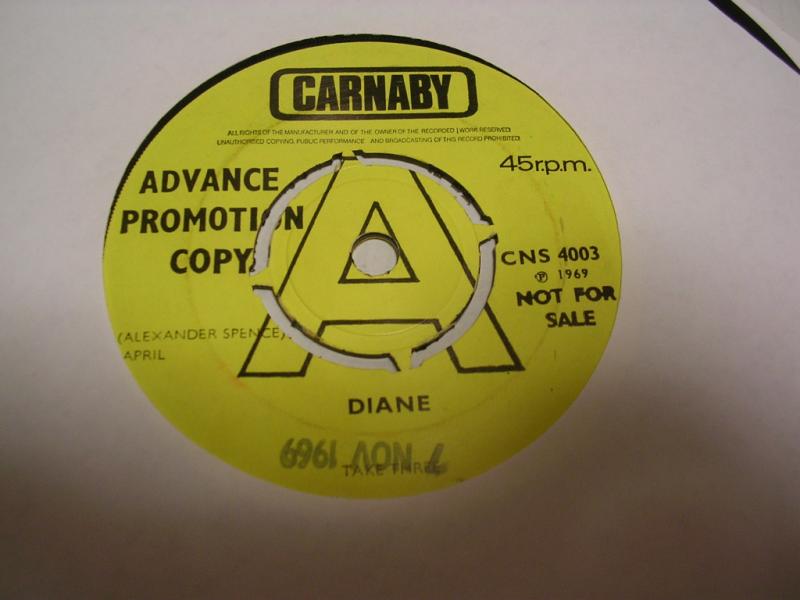 CARNABY
ALL RIGHTS OF THE MANUFACTURER AND OF THE OWNER OF THE RECORDED WORK RESERVED
UNAUTHORISED COPYING, PUBLIC PERFORMANCE AND BROADCASTING OF THIS RECORD PROHIBITED
45r.p.m.
ADVANCE
PROMOTION
COPY
A
CNS 4003
Ⓟ 1969
NOT FOR
SALE
(ALEXANDER SPENCE)
APRIL
DIANE
7 NOV 1969
TAKE THREE